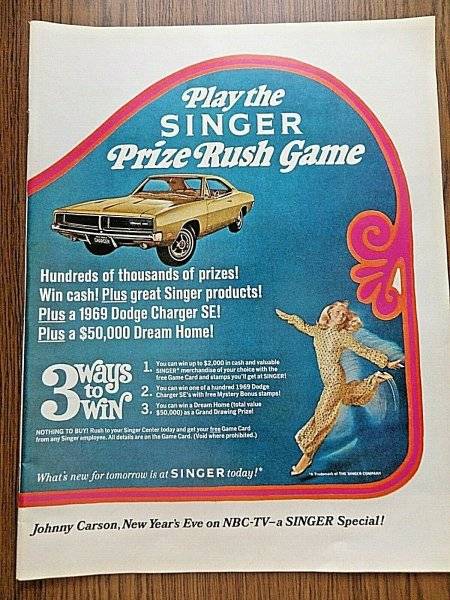 Play the
SINGER
Prize Rush Game
CHARGER
Hundreds of thousands of prizes!
Win cash! Plus great Singer products!
Plus a 1969 Dodge Charger SE!
Plus a $50,000 Dream Home!
3 ways to WIN
1. You can win up to $2,000 in cash and valuable
SINGER* merchandise of your choice with the
free Game Card and stamps you'll get at SINGER!
2. You can win one of a hundred 1969 Dodge
Charger SE's with free Mystery Bonus stamps!
3. You can win a Dream Home (total value
$50,000) as a Grand Drawing Prize!
NOTHING TO BUY! Rush to your Singer Center today and get your free Game Card
from any Singer employee. All details are on the Game Card. (Void where prohibited.)
What's new for tomorrow is at SINGER today!*
*A Trademark of THE SINGER COMPANY
Johnny Carson, New Year's Eve on NBC-TV—a SINGER Special!